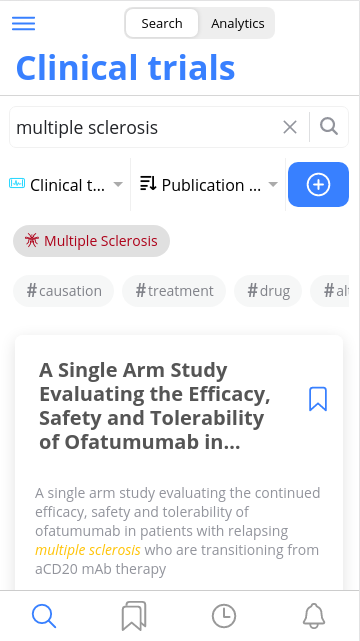 Search
Analytics
Clinical trials
multiple sclerosis
Clinical t...
Publication ...
Multiple Sclerosis
#causation
#treatment
#drug
#alt
A Single Arm Study
Evaluating the Efficacy,
Safety and Tolerability
of Ofatumumab in...
A single arm study evaluating the continued
efficacy, safety and tolerability of
ofatumumab in patients with relapsing
multiple sclerosis who are transitioning from
aCD20 mAb therapy